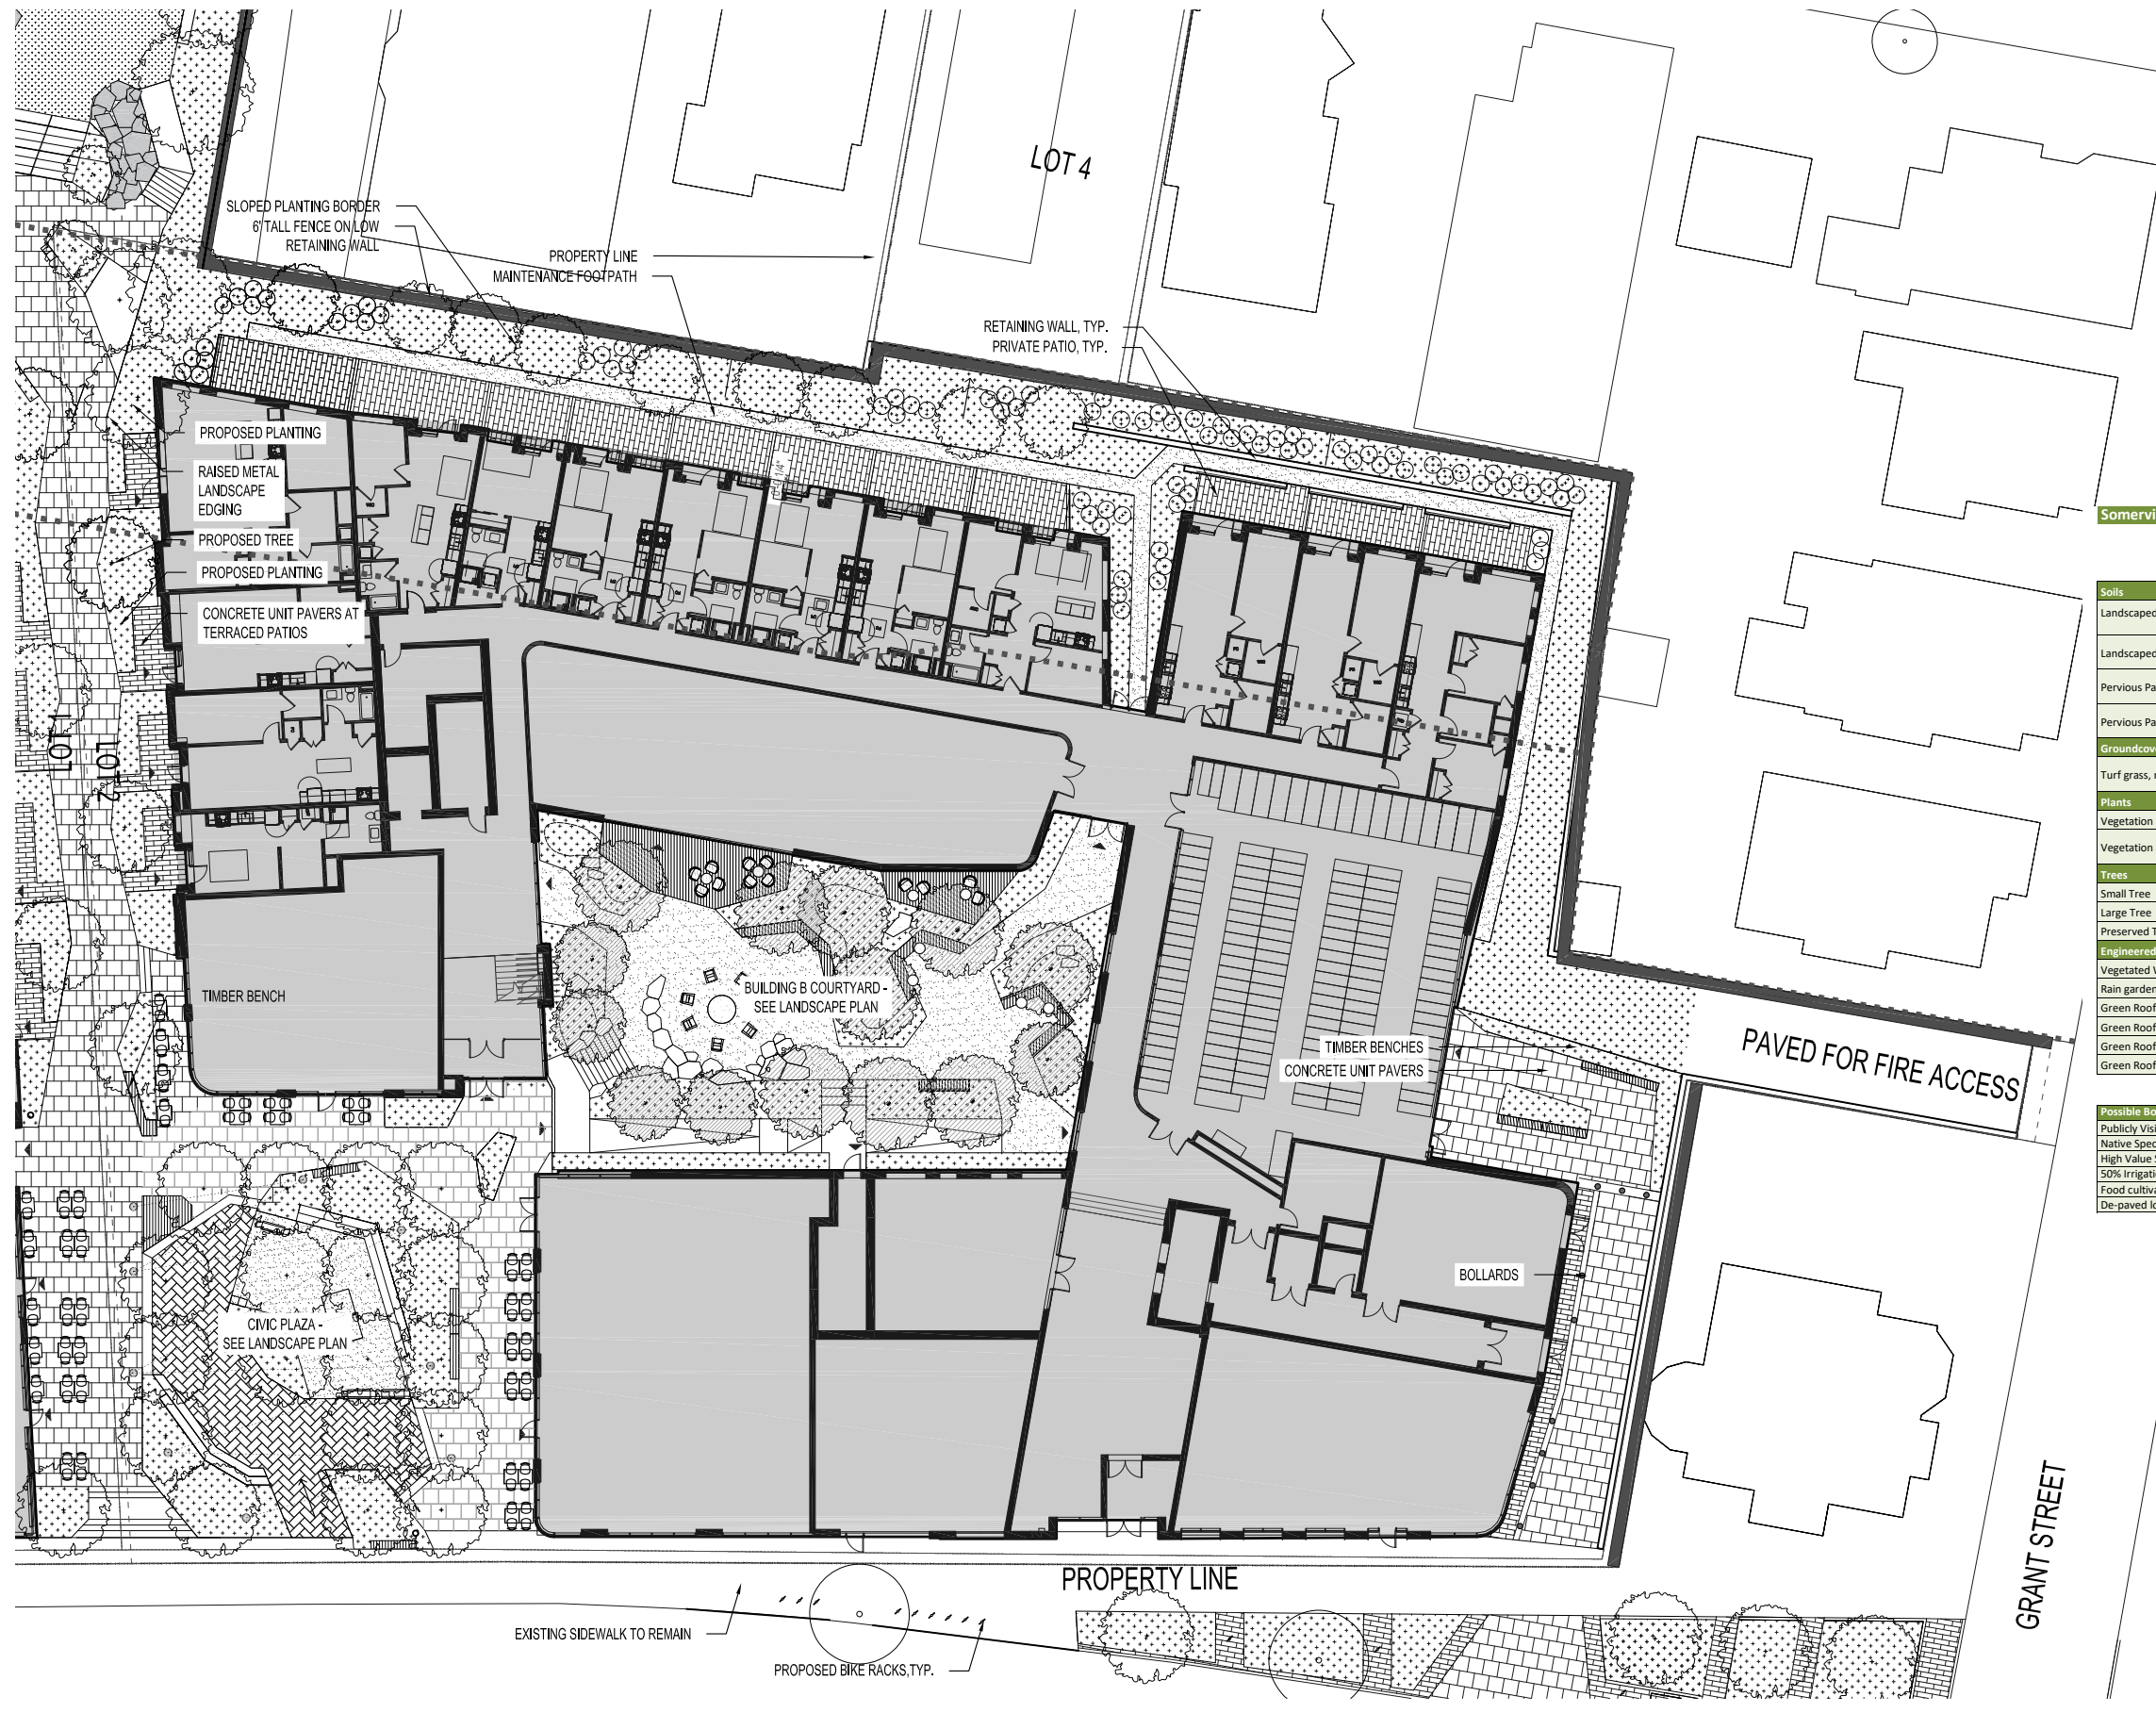 LOT 4
SLOPED PLANTING BORDER
6' TALL FENCE ON LOW
RETAINING WALL
PROPERTY LINE
MAINTENANCE FOOTPATH
RETAINING WALL, TYP.
PRIVATE PATIO, TYP.
PROPOSED PLANTING
RAISED METAL
LANDSCAPE
EDGING
PROPOSED TREE
PROPOSED PLANTING
CONCRETE UNIT PAVERS AT
TERRACED PATIOS
LOT 1
LOT 2
TIMBER BENCH
BUILDING B COURTYARD -
SEE LANDSCAPE PLAN
TIMBER BENCHES
CONCRETE UNIT PAVERS
PAVED FOR FIRE ACCESS
BOLLARDS
CIVIC PLAZA -
SEE LANDSCAPE PLAN
PROPERTY LINE
EXISTING SIDEWALK TO REMAIN
PROPOSED BIKE RACKS,TYP.
GRANT STREET
Somervi
Soils
Landscaped
Landscaped
Pervious Pa
Pervious Pa
Groundcove
Turf grass,
Plants
Vegetation
Vegetation
Trees
Small Tree
Large Tree
Preserved T
Engineered
Vegetated
Rain garden
Green Roof
Green Roof
Green Roof
Green Roof
Possible Bo
Publicly Visi
Native Spec
High Value
50% Irrigati
Food cultiva
De-paved lo